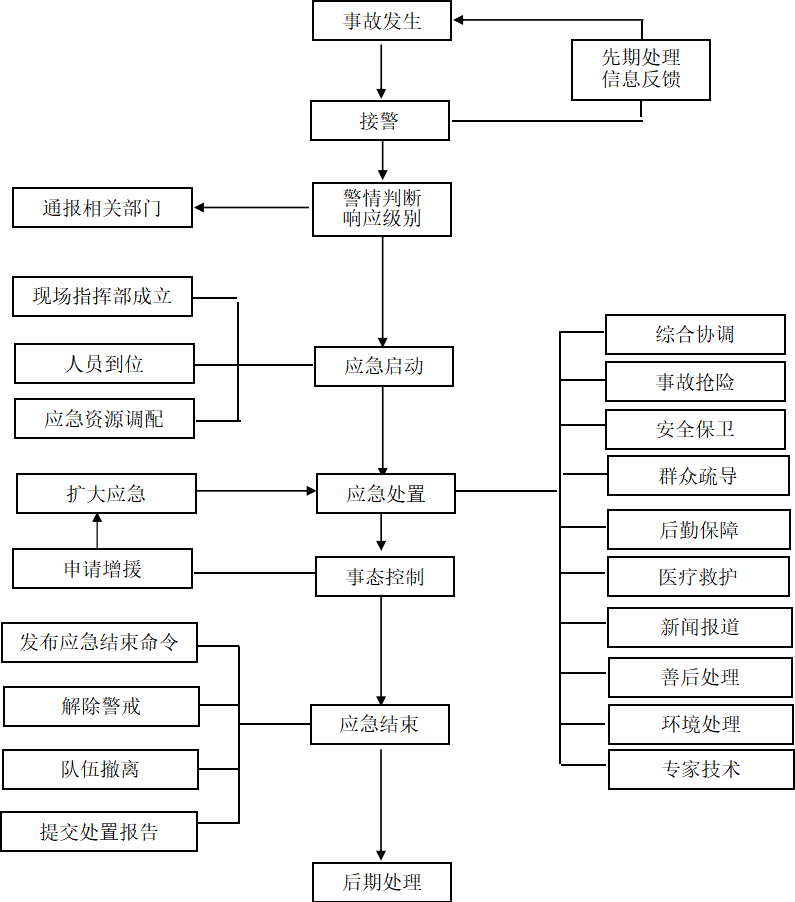 事故发生
先期处理
信息反馈
接警
警情判断
响应级别
通报相关部门
现场指挥部成立
人员到位
应急资源调配
应急启动
综合协调
事故抢险
安全保卫
群众疏导
后勤保障
医疗救护
新闻报道
善后处理
环境处理
专家技术
扩大应急
应急处置
申请增援
事态控制
发布应急结束命令
解除警戒
队伍撤离
提交处置报告
应急结束
后期处理